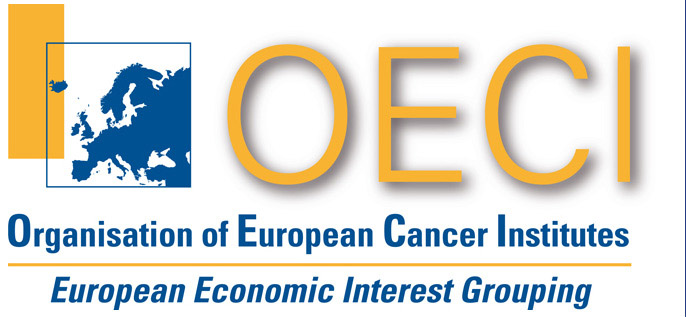 OECI
Organisation of European Cancer Institutes
European Economic Interest Grouping